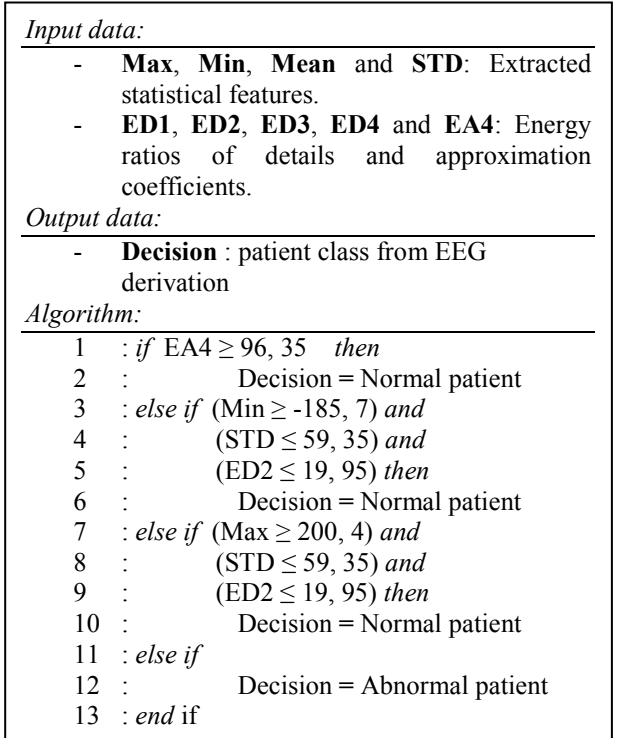 Input data:
- Max, Min, Mean and STD: Extracted
statistical features.
- ED1, ED2, ED3, ED4 and EA4: Energy
ratios of details and approximation
coefficients.
Output data:
- Decision : patient class from EEG
derivation
Algorithm:
1 : if EA4 ≥ 96, 35 then
2 : Decision = Normal patient
3 : else if (Min ≥ -185, 7) and
4 : (STD ≤ 59, 35) and
5 : (ED2 ≤ 19, 95) then
6 : Decision = Normal patient
7 : else if (Max ≥ 200, 4) and
8 : (STD ≤ 59, 35) and
9 : (ED2 ≤ 19, 95) then
10 : Decision = Normal patient
11 : else if
12 : Decision = Abnormal patient
13 : end if